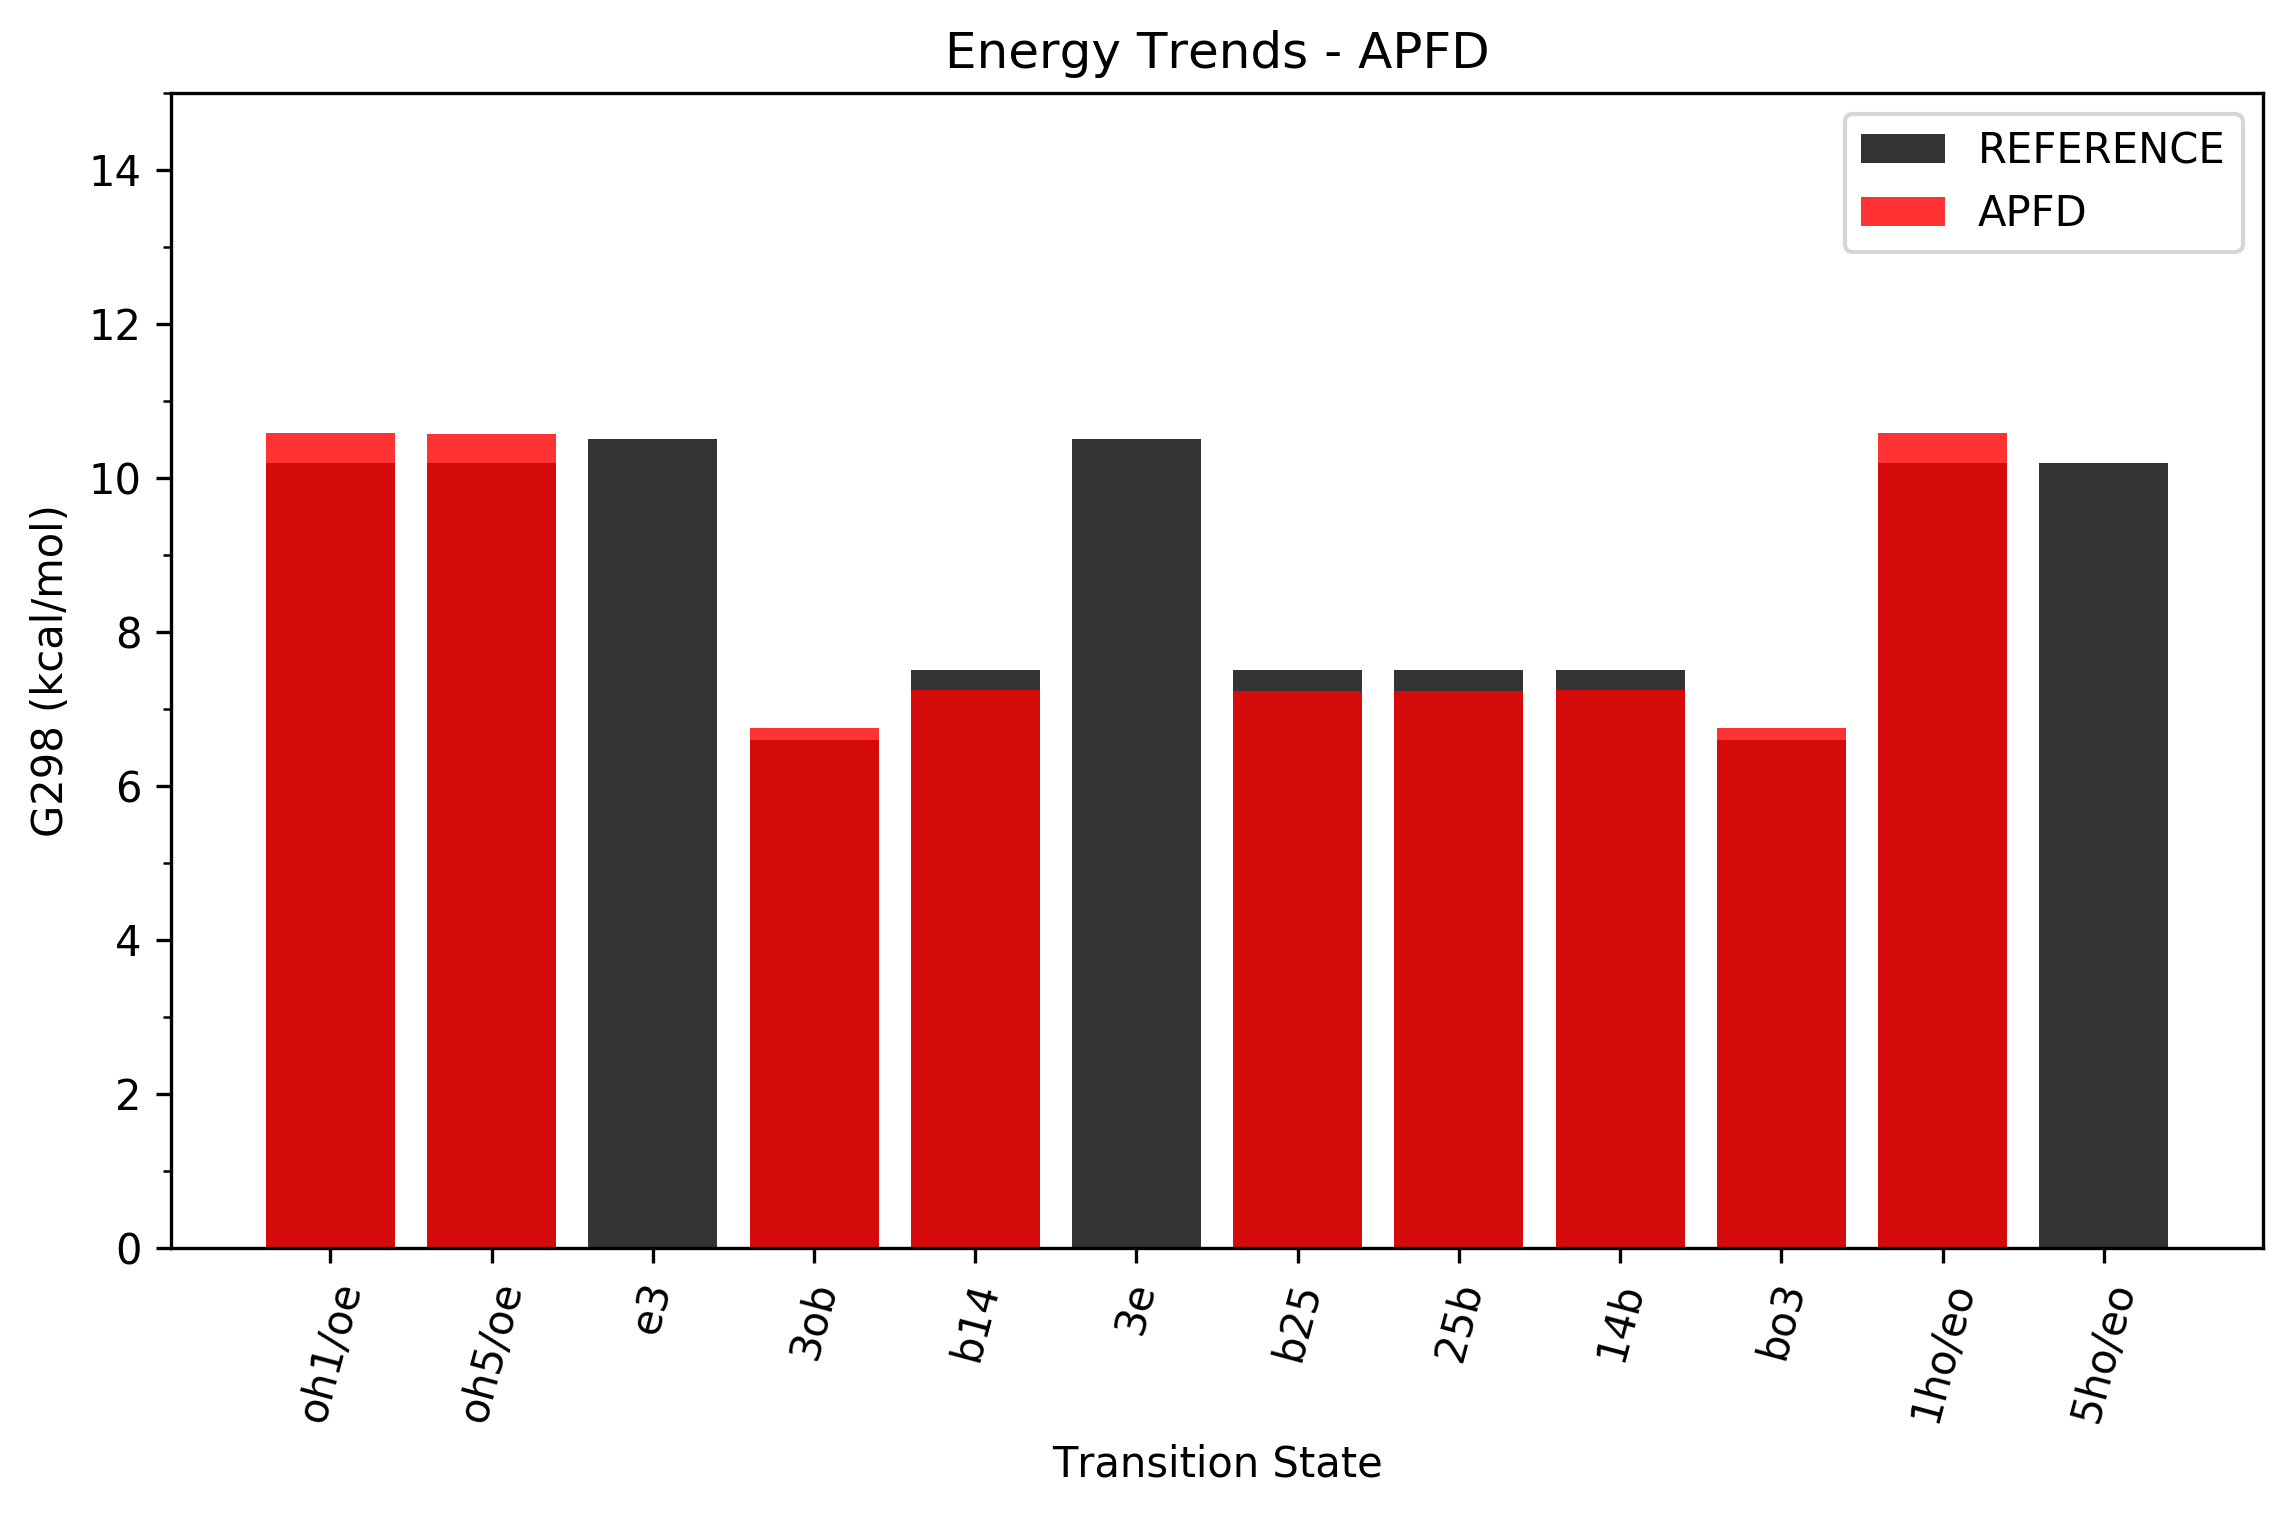 Energy Trends - APFD
REFERENCE
APFD
G298 (kcal/mol)
14
12
10
8
6
4
2
0
oh1/oe
oh5/oe
e3
3ob
b14
3e
b25
25b
14b
bo3
1ho/eo
5ho/eo
Transition State